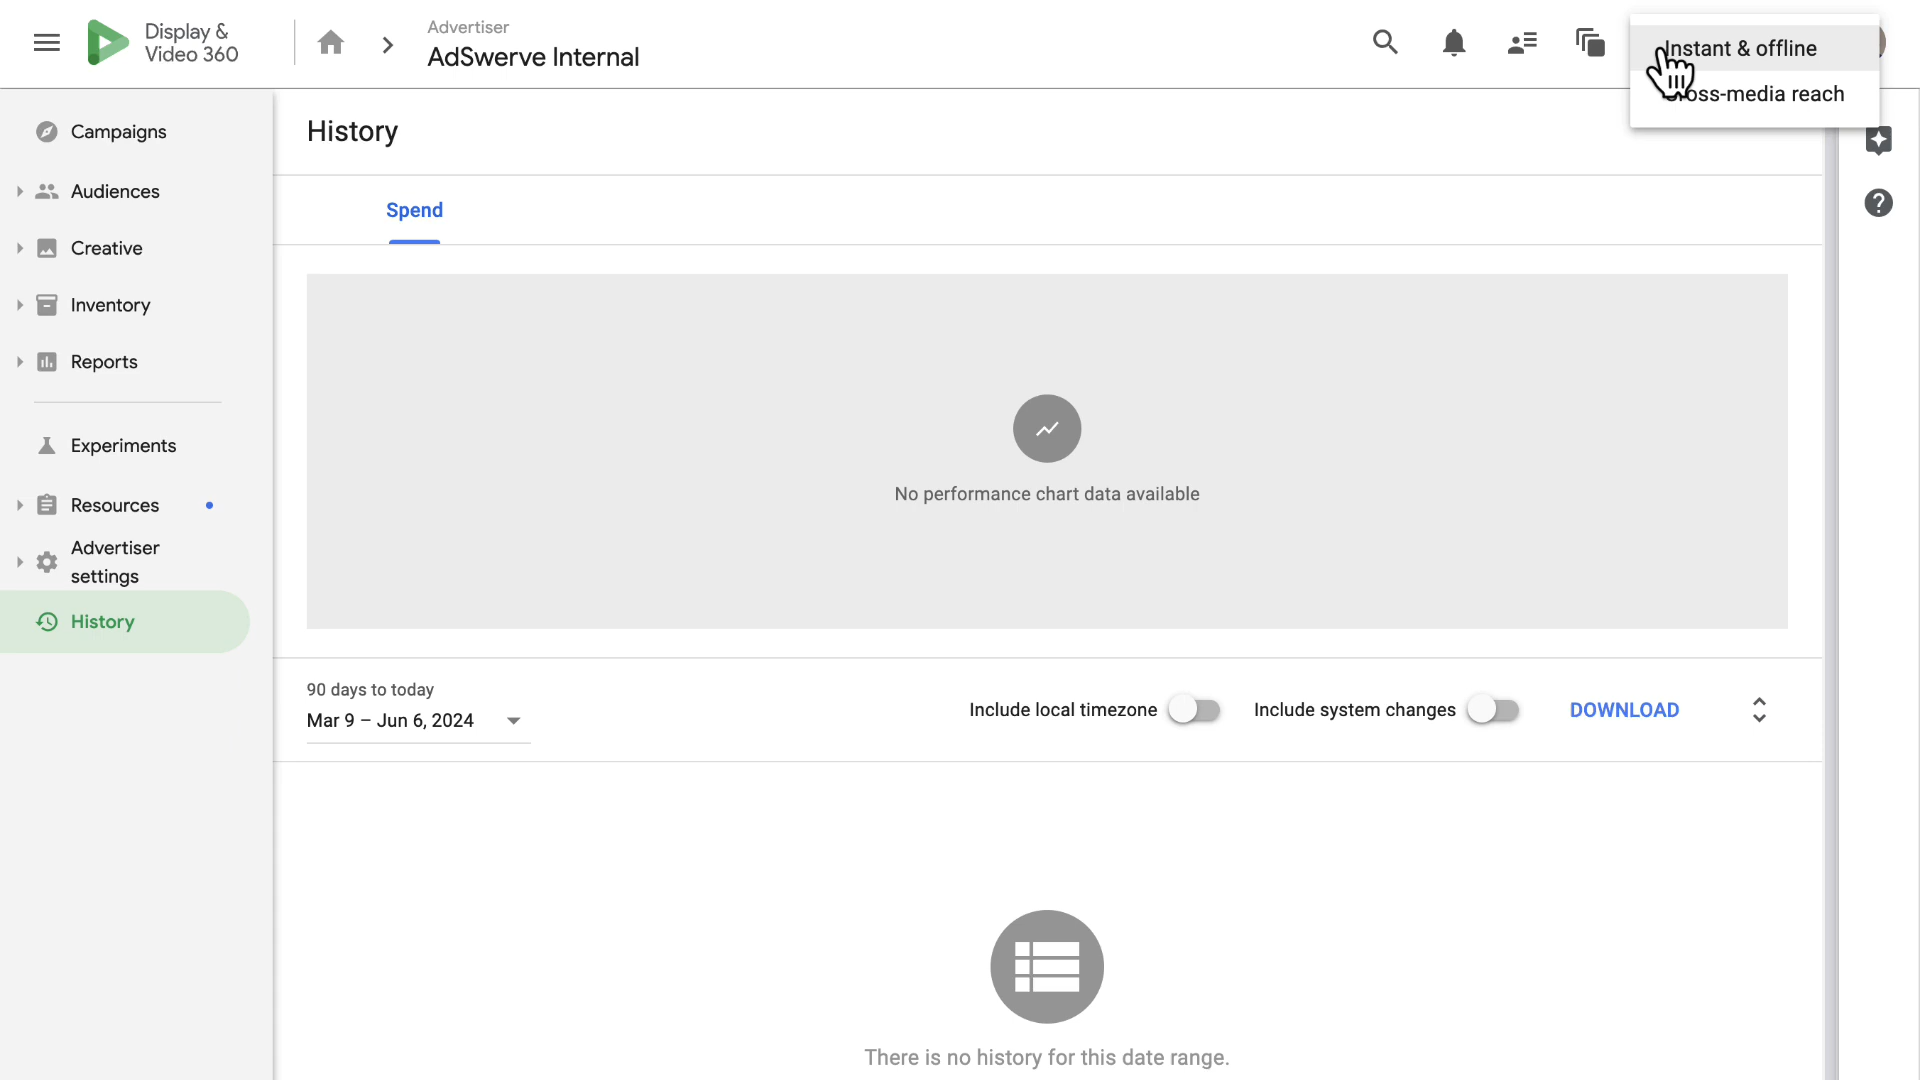 Display &
Video 360
Advertiser
AdSwerve Internal
Instant & offline
Cross-media reach
Campaigns
Audiences
Creative
Inventory
Reports
Experiments
Resources
Advertiser
settings
History
History
Spend
No performance chart data available
90 days to today
Mar 9 – Jun 6, 2024
Include local timezone
Include system changes
DOWNLOAD
There is no history for this date range.